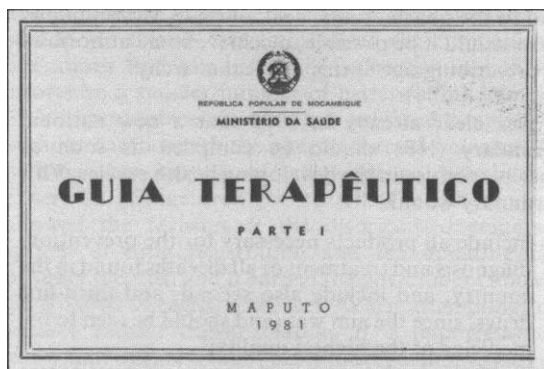 REPÚBLICA POPULAR DE MOÇAMBIQUE
MINISTÉRIO DA SAÚDE
GUIA TERAPÊUTICO
PARTE I
MAPUTO
1981